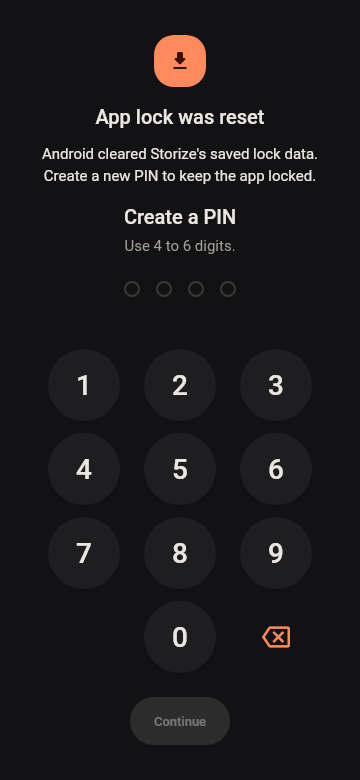 App lock was reset
Android cleared Storize's saved lock data.
Create a new PIN to keep the app locked.
Create a PIN
Use 4 to 6 digits.
1 2 3
4 5 6
7 8 9
0
Continue